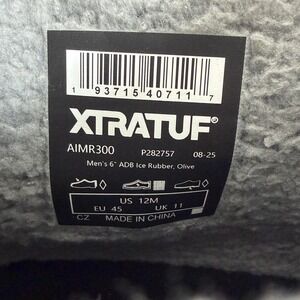 1 93715 40711 7
XTRATUF®
AIMR300 P282757 08-25
Men's 6" ADB Ice Rubber, Olive
US 12M
EU 45 UK 11
CZ MADE IN CHINA